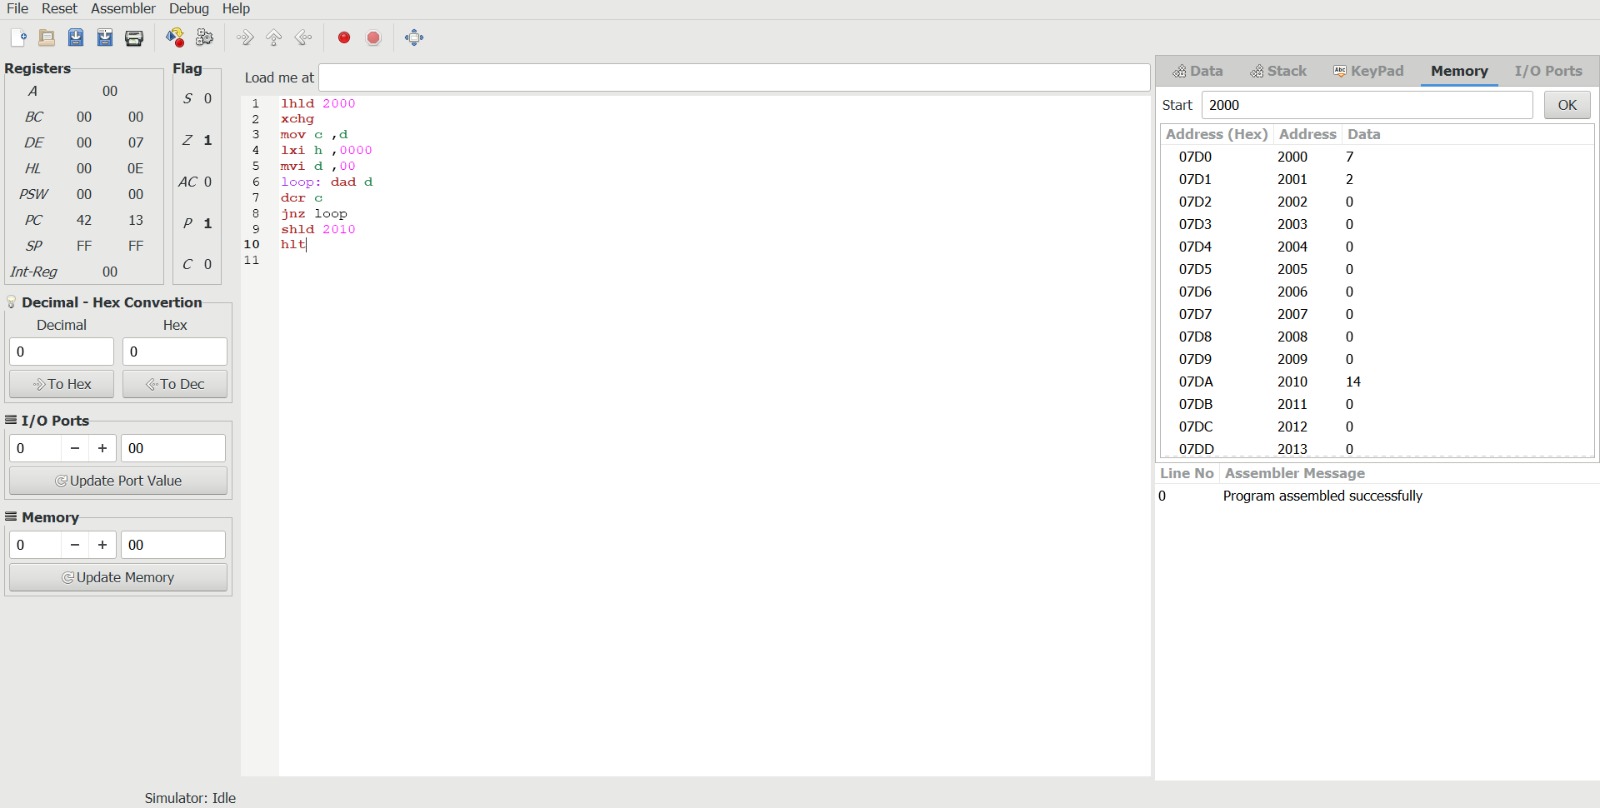 File Reset Assembler Debug Help
Registers
A 00
BC 00 00
DE 00 07
HL 00 0E
PSW 00 00
PC 42 13
SP FF FF
Int-Reg 00
Flag
S 0
Z 1
AC 0
P 1
C 0
Decimal - Hex Convertion
Decimal Hex
0 0
To Hex To Dec
I/O Ports
0 − + 00
Update Port Value
Memory
0 − + 00
Update Memory
Load me at
1 lhld 2000
2 xchg
3 mov c ,d
4 lxi h ,0000
5 mvi d ,00
6 loop: dad d
7 dcr c
8 jnz loop
9 shld 2010
10 hlt
11
Data Stack Abc KeyPad Memory I/O Ports
Start 2000 OK
Address (Hex) Address Data
07D0 2000 7
07D1 2001 2
07D2 2002 0
07D3 2003 0
07D4 2004 0
07D5 2005 0
07D6 2006 0
07D7 2007 0
07D8 2008 0
07D9 2009 0
07DA 2010 14
07DB 2011 0
07DC 2012 0
07DD 2013 0
Line No Assembler Message
0 Program assembled successfully
Simulator: Idle